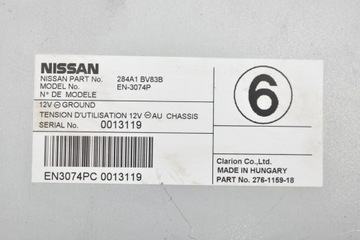 NISSAN
NISSAN PART No. 284A1 BV83B
MODEL No. EN-3074P
N° DE MODELE
12V ⊖ GROUND
TENSION D'UTILISATION 12V ⊖ AU CHASSIS
SERIAL No. 0013119
EN3074PC 0013119
6
Clarion Co.,Ltd.
MADE IN HUNGARY
PART No. 276-1159-18